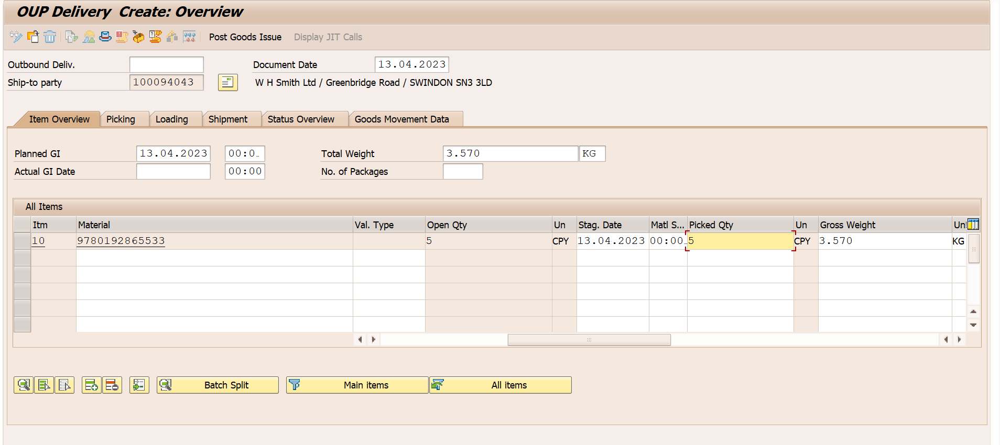 OUP Delivery  Create: Overview
Post Goods Issue Display JIT Calls
Outbound Deliv. Document Date 13.04.2023
Ship-to party 100094043 W H Smith Ltd / Greenbridge Road / SWINDON SN3 3LD
Item Overview Picking Loading Shipment Status Overview Goods Movement Data
Planned GI 13.04.2023 00:0… Total Weight 3.570 KG
Actual GI Date 00:00 No. of Packages
All Items
Itm Material Val. Type Open Qty Un Stag. Date Matl S... Picked Qty Un Gross Weight Un
10 9780192865533 5 CPY 13.04.2023 00:00… 5 CPY 3.570 KG
Batch Split Main items All items